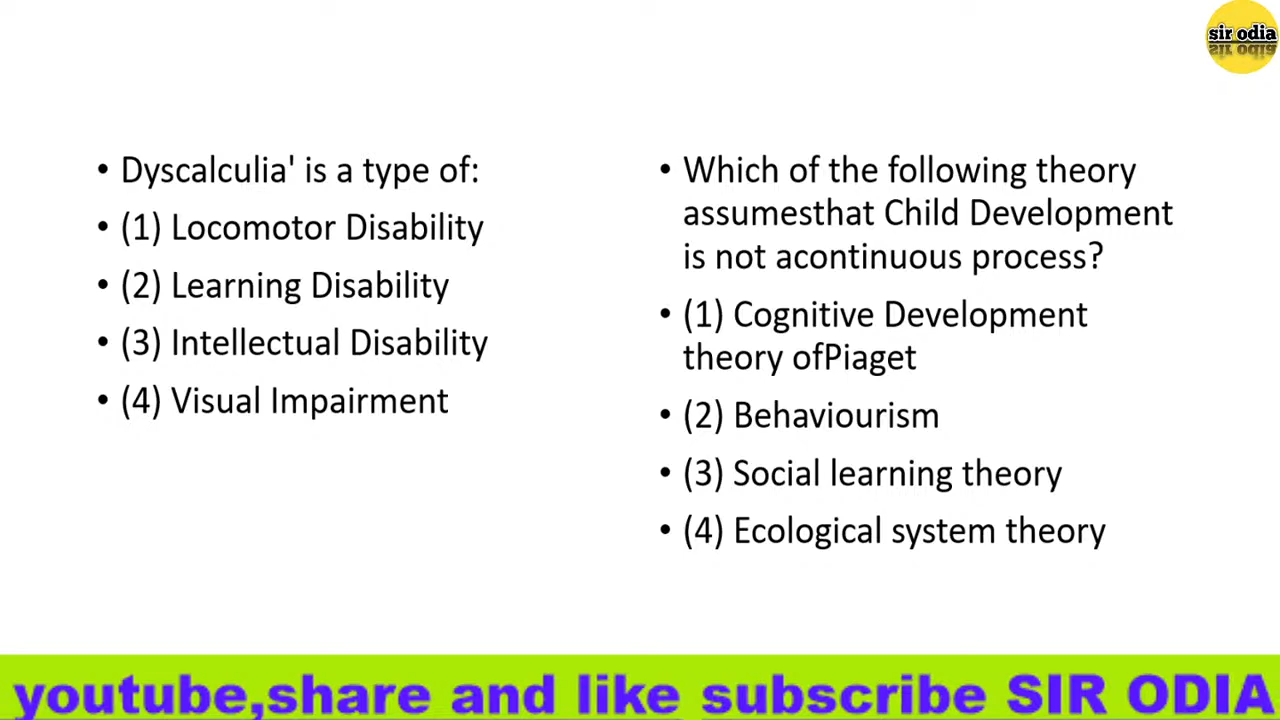 sir odia
• Dyscalculia' is a type of:
• (1) Locomotor Disability
• (2) Learning Disability
• (3) Intellectual Disability
• (4) Visual Impairment
• Which of the following theory
assumesthat Child Development
is not acontinuous process?
• (1) Cognitive Development
theory ofPiaget
• (2) Behaviourism
• (3) Social learning theory
• (4) Ecological system theory
youtube,share and like subscribe SIR ODIA